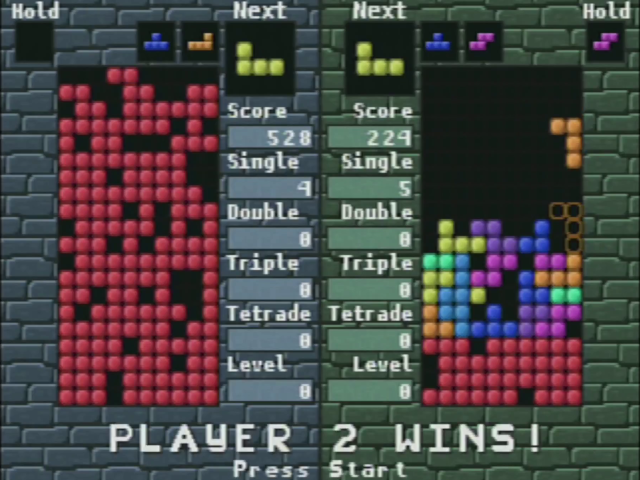 Hold Next Next Hold
Score Score
528 224
Single Single
4 5
Double Double
0 0
Triple Triple
0 0
Tetrade Tetrade
0 0
Level Level
0 0
PLAYER 2 WINS!
Press Start